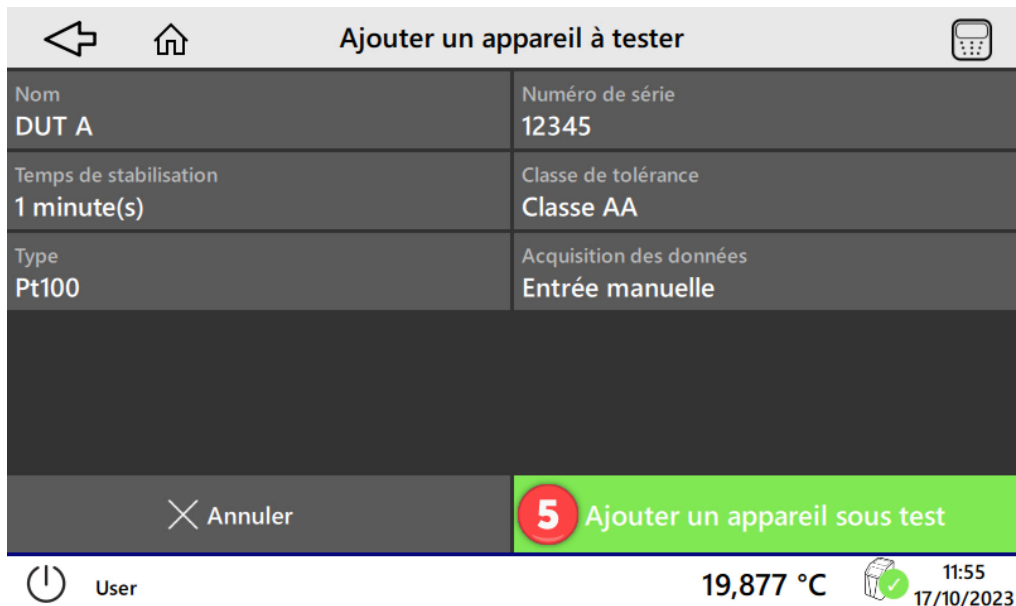 Ajouter un appareil à tester
Nom
DUT A
Numéro de série
12345
Temps de stabilisation
1 minute(s)
Classe de tolérance
Classe AA
Type
Pt100
Acquisition des données
Entrée manuelle
Annuler
5 Ajouter un appareil sous test
User
19,877 °C
11:55
17/10/2023